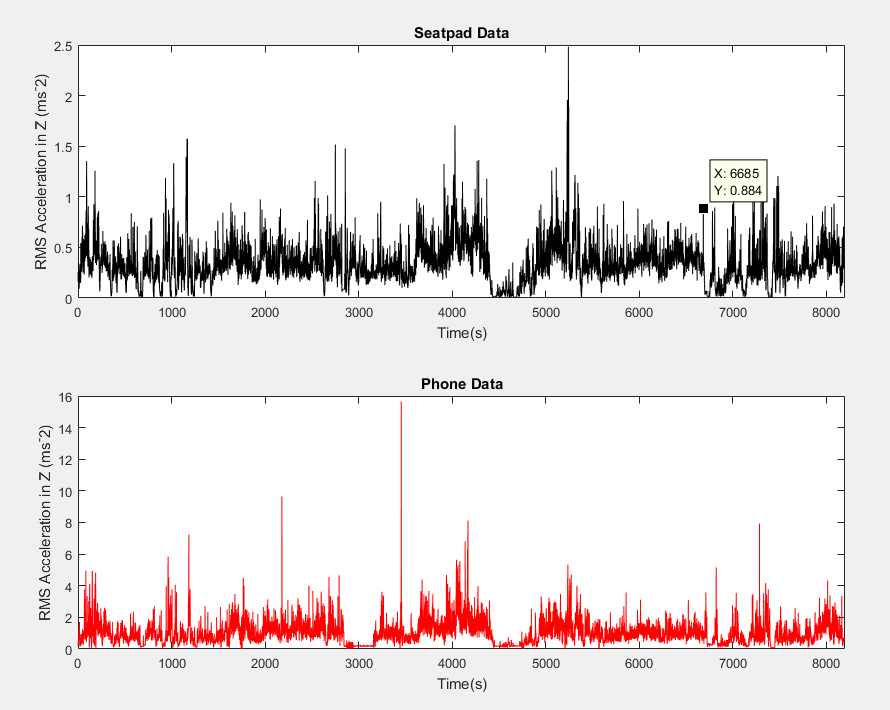 Seatpad Data
RMS Acceleration in Z (ms-2)
2.5
2
1.5
1
0.5
0
X: 6685
Y: 0.884
0 1000 2000 3000 4000 5000 6000 7000 8000
Time(s)
Phone Data
RMS Acceleration in Z (ms-2)
16
14
12
10
8
6
4
2
0
0 1000 2000 3000 4000 5000 6000 7000 8000
Time(s)